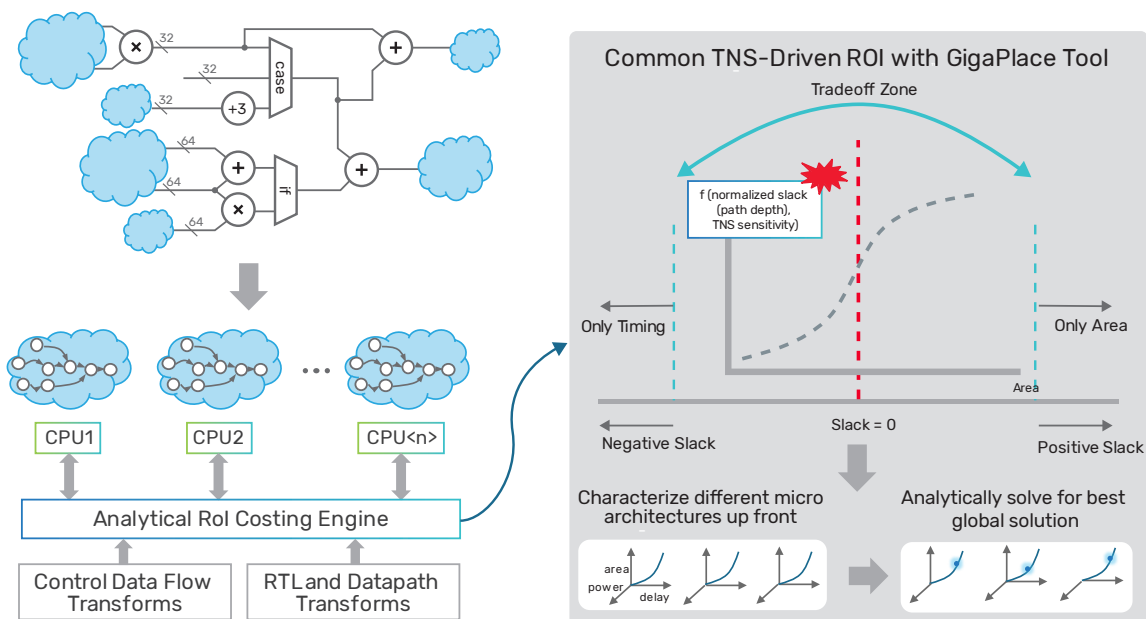 ×
32
32
case
+
32
+3
64
+
64
if
+
×
64
...
CPU1
CPU2
CPU<n>
Analytical RoI Costing Engine
Control Data Flow
Transforms
RTL and Datapath
Transforms
Common TNS-Driven ROI with GigaPlace Tool
Tradeoff Zone
f (normalized slack
(path depth),
TNS sensitivity)
Only Timing
Only Area
Area
Negative Slack
Slack = 0
Positive Slack
Characterize different micro
architectures up front
Analytically solve for best
global solution
area
power
delay